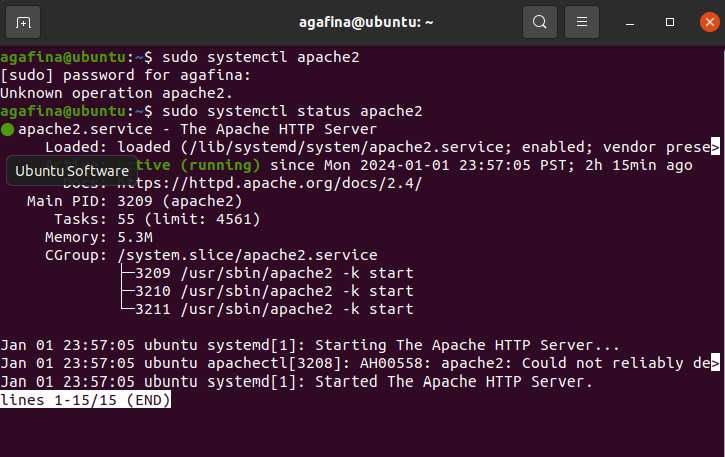 agafina@ubuntu: ~
agafina@ubuntu:~$ sudo systemctl apache2
[sudo] password for agafina:
Unknown operation apache2.
agafina@ubuntu:~$ sudo systemctl status apache2
● apache2.service - The Apache HTTP Server
Loaded: loaded (/lib/systemd/system/apache2.service; enabled; vendor prese>
active (running) since Mon 2024-01-01 23:57:05 PST; 2h 15min ago
Ubuntu Software
https://httpd.apache.org/docs/2.4/
Main PID: 3209 (apache2)
Tasks: 55 (limit: 4561)
Memory: 5.3M
CGroup: /system.slice/apache2.service
├─3209 /usr/sbin/apache2 -k start
├─3210 /usr/sbin/apache2 -k start
└─3211 /usr/sbin/apache2 -k start
Jan 01 23:57:05 ubuntu systemd[1]: Starting The Apache HTTP Server...
Jan 01 23:57:05 ubuntu apachectl[3208]: AH00558: apache2: Could not reliably de>
Jan 01 23:57:05 ubuntu systemd[1]: Started The Apache HTTP Server.
lines 1-15/15 (END)